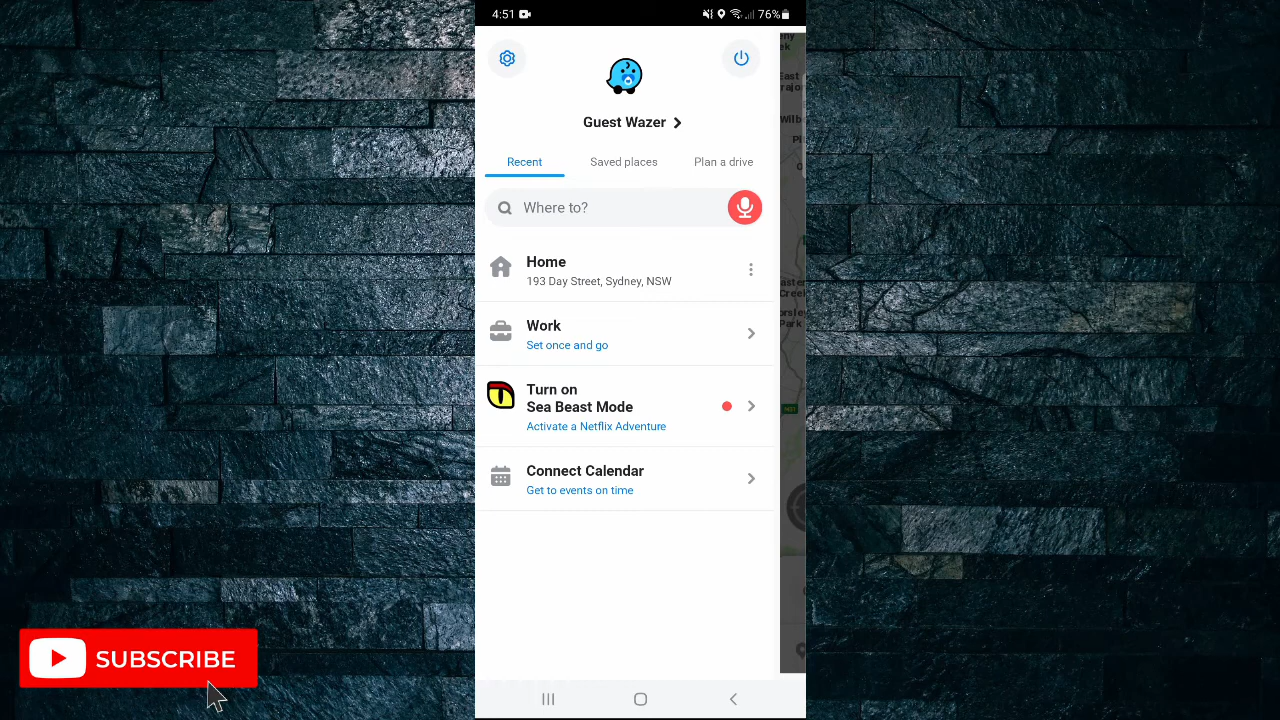 4:51
76%
Guest Wazer
Recent
Saved places
Plan a drive
Where to?
Home
193 Day Street, Sydney, NSW
Work
Set once and go
Turn on
Sea Beast Mode
Activate a Netflix Adventure
Connect Calendar
Get to events on time
SUBSCRIBE